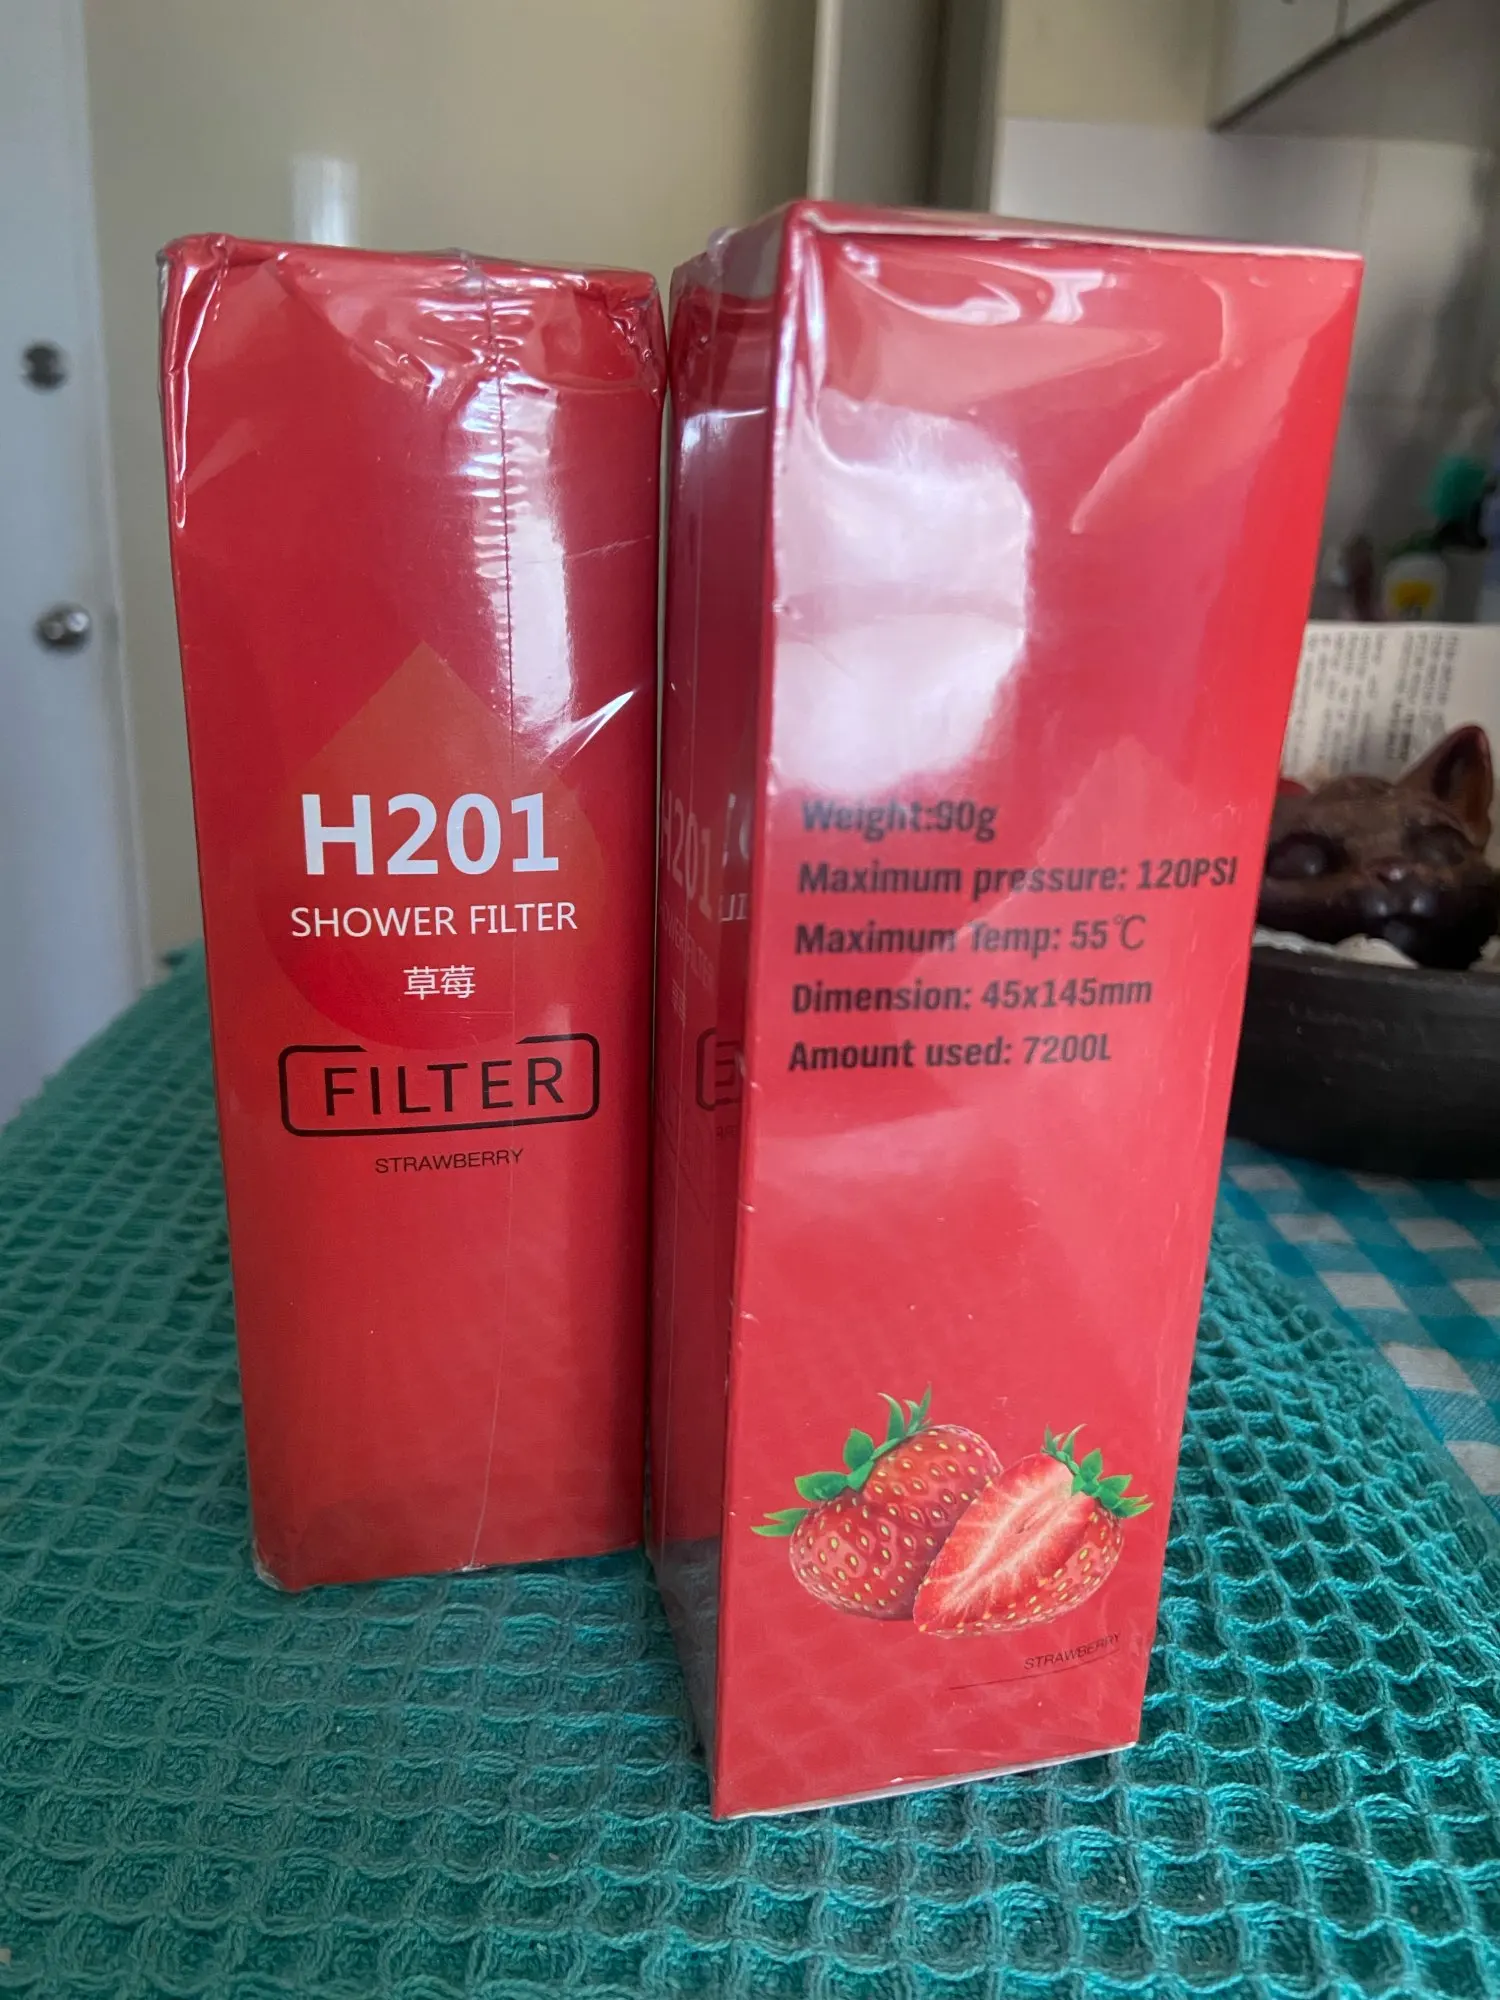 H201
SHOWER FILTER
草莓
FILTER
STRAWBERRY
H201
Weight:90g
Maximum pressure: 120PSI
Maximum Temp: 55℃
Dimension: 45x145mm
Amount used: 7200L
STRAWBERRY